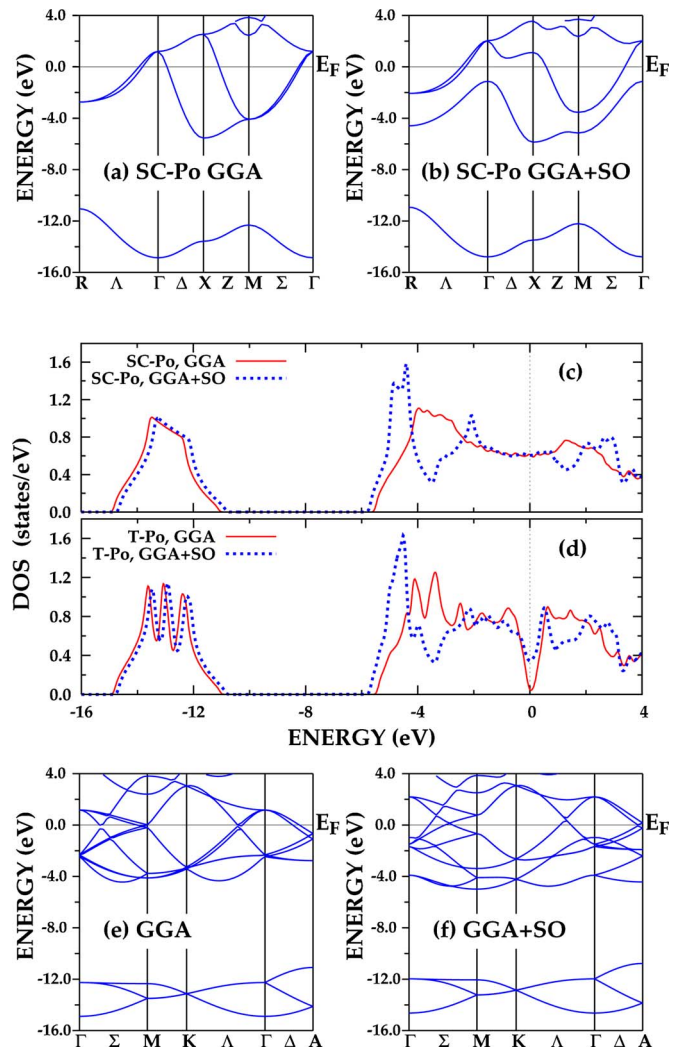 4.0 0.0 -4.0 -8.0 -12.0 -16.0
ENERGY (eV)
(a) SC-Po GGA
R Λ Γ Δ X Z M Σ Γ
E_F
4.0 0.0 -4.0 -8.0 -12.0 -16.0
ENERGY (eV)
(b) SC-Po GGA+SO
R Λ Γ Δ X Z M Σ Γ
E_F
DOS (states/eV)
1.6 1.2 0.8 0.4 0.0
SC-Po, GGA
SC-Po, GGA+SO
(c)
1.6 1.2 0.8 0.4 0.0
T-Po, GGA
T-Po, GGA+SO
(d)
-16 -12 -8 -4 0 4
ENERGY (eV)
4.0 0.0 -4.0 -8.0 -12.0 -16.0
ENERGY (eV)
(e) GGA
Γ Σ M K Λ Γ Δ A
E_F
4.0 0.0 -4.0 -8.0 -12.0 -16.0
ENERGY (eV)
(f) GGA+SO
Γ Σ M K Λ Γ Δ A
E_F